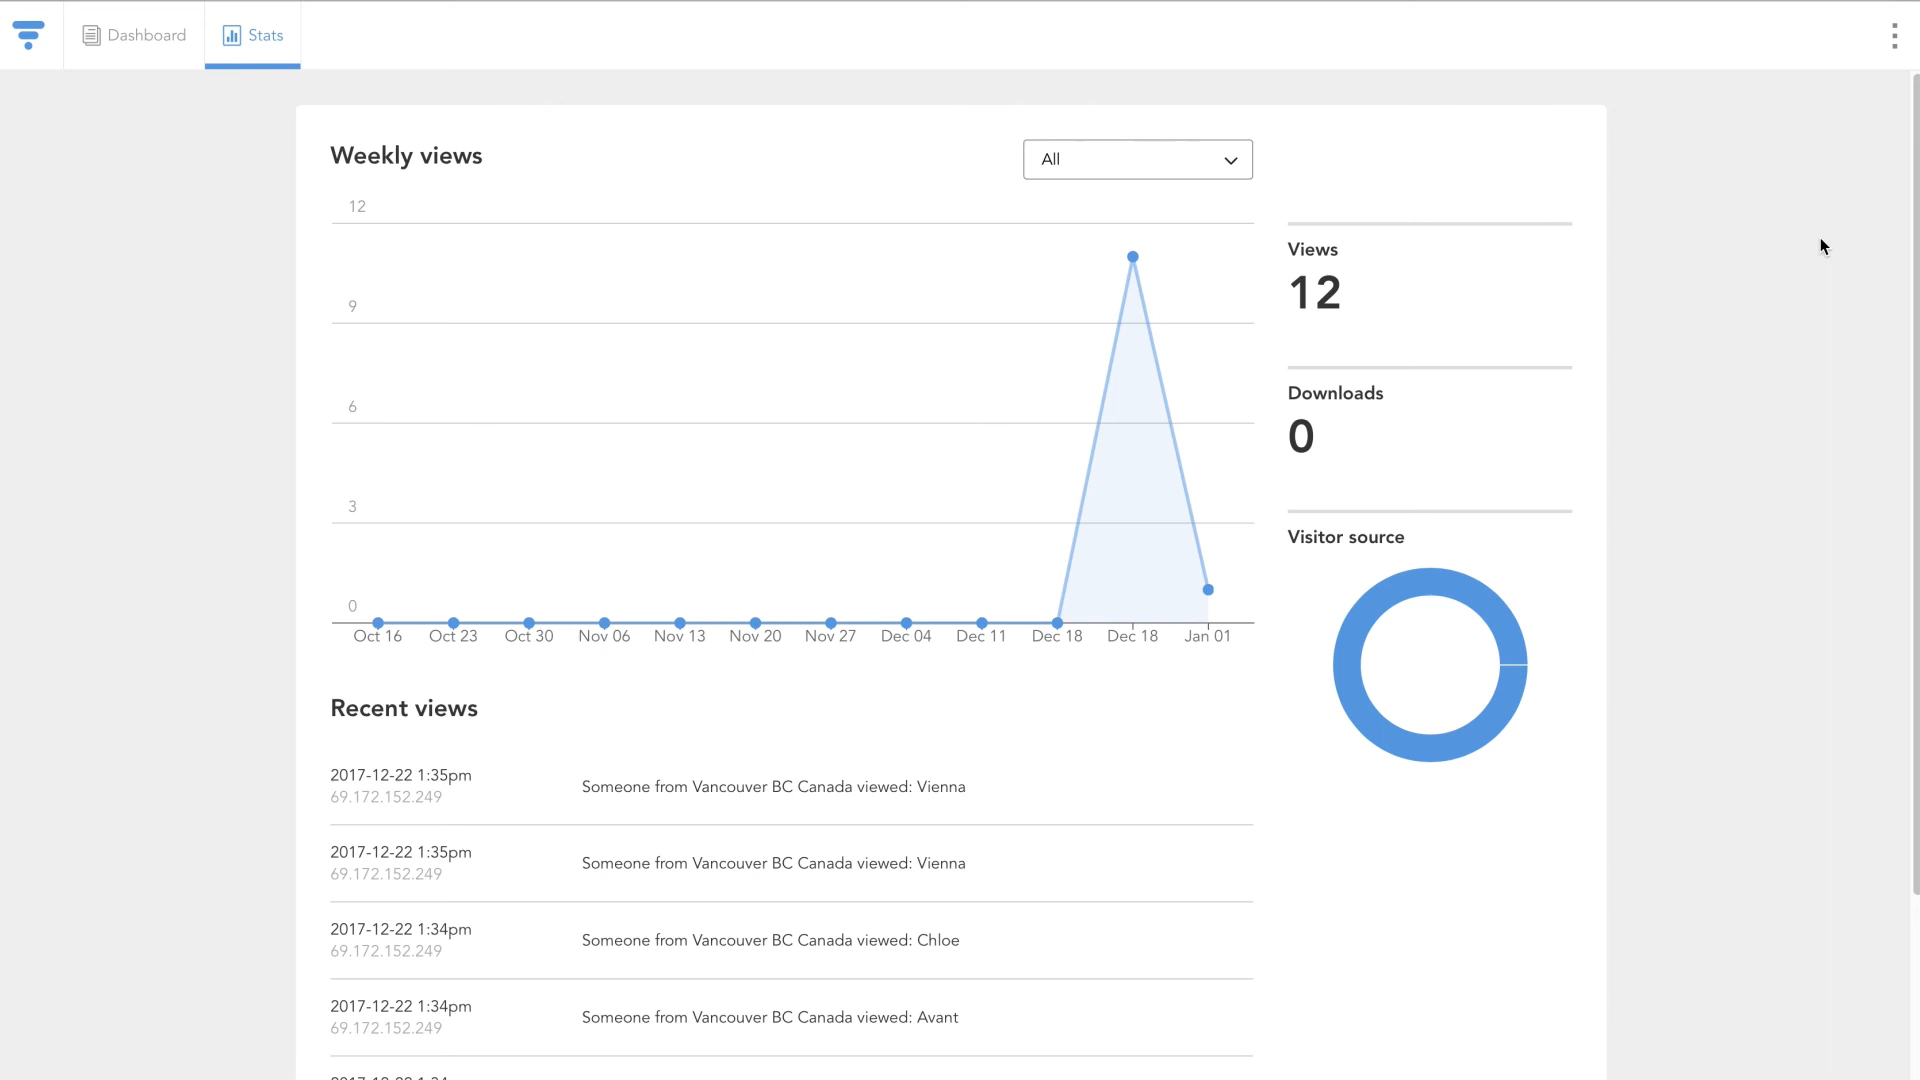 Dashboard
Stats
Weekly views
All
12
9
6
3
0
Oct 16 Oct 23 Oct 30 Nov 06 Nov 13 Nov 20 Nov 27 Dec 04 Dec 11 Dec 18 Dec 18 Jan 01
Views
12
Downloads
0
Visitor source
Recent views
2017-12-22 1:35pm
69.172.152.249
Someone from Vancouver BC Canada viewed: Vienna
2017-12-22 1:35pm
69.172.152.249
Someone from Vancouver BC Canada viewed: Vienna
2017-12-22 1:34pm
69.172.152.249
Someone from Vancouver BC Canada viewed: Chloe
2017-12-22 1:34pm
69.172.152.249
Someone from Vancouver BC Canada viewed: Avant